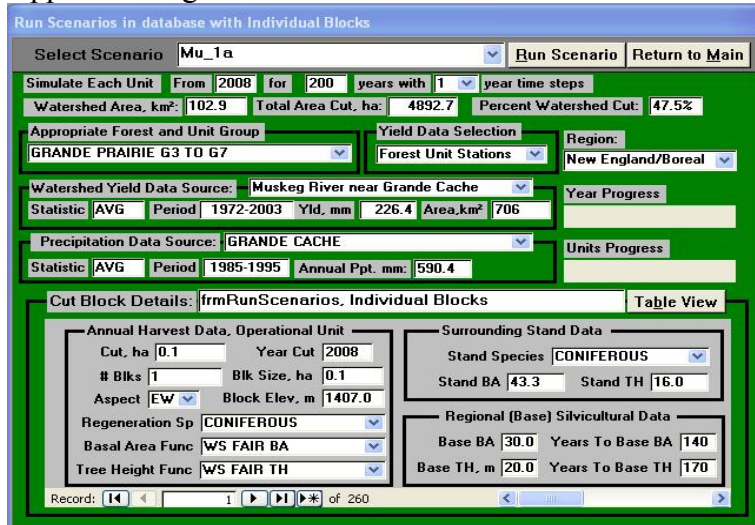 Run Scenarios in database with Individual Blocks
Select Scenario Mu_1a Run Scenario Return to Main
Simulate Each Unit From 2008 for 200 years with 1 year time steps
Watershed Area, km²: 102.9 Total Area Cut, ha: 4892.7 Percent Watershed Cut: 47.5%
Appropriate Forest and Unit Group Yield Data Selection Region:
GRANDE PRAIRIE G3 TO G7 Forest Unit Stations New England/Boreal
Watershed Yield Data Source: Muskeg River near Grande Cache Year Progress
Statistic AVG Period 1972-2003 Yld, mm 226.4 Area,km² 706
Precipitation Data Source: GRANDE CACHE Units Progress
Statistic AVG Period 1985-1995 Annual Ppt. mm: 590.4
Cut Block Details: frmRunScenarios, Individual Blocks Table View
Annual Harvest Data, Operational Unit Surrounding Stand Data
Cut, ha 0.1 Year Cut 2008 Stand Species CONIFEROUS
# Blks 1 Blk Size, ha 0.1 Stand BA 43.3 Stand TH 16.0
Aspect EW Block Elev, m 1407.0
Regeneration Sp CONIFEROUS Regional (Base) Silvicultural Data
Basal Area Func WS FAIR BA Base BA 30.0 Years To Base BA 140
Tree Height Func WS FAIR TH Base TH, m 20.0 Years To Base TH 170
Record: 1 of 260